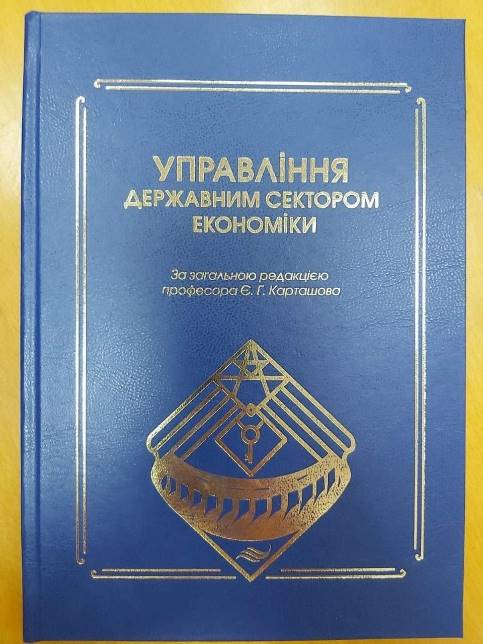 УПРАВЛІННЯ
ДЕРЖАВНИМ СЕКТОРОМ
ЕКОНОМІКИ
За загальною редакцією
професора Є. Г. Карташова